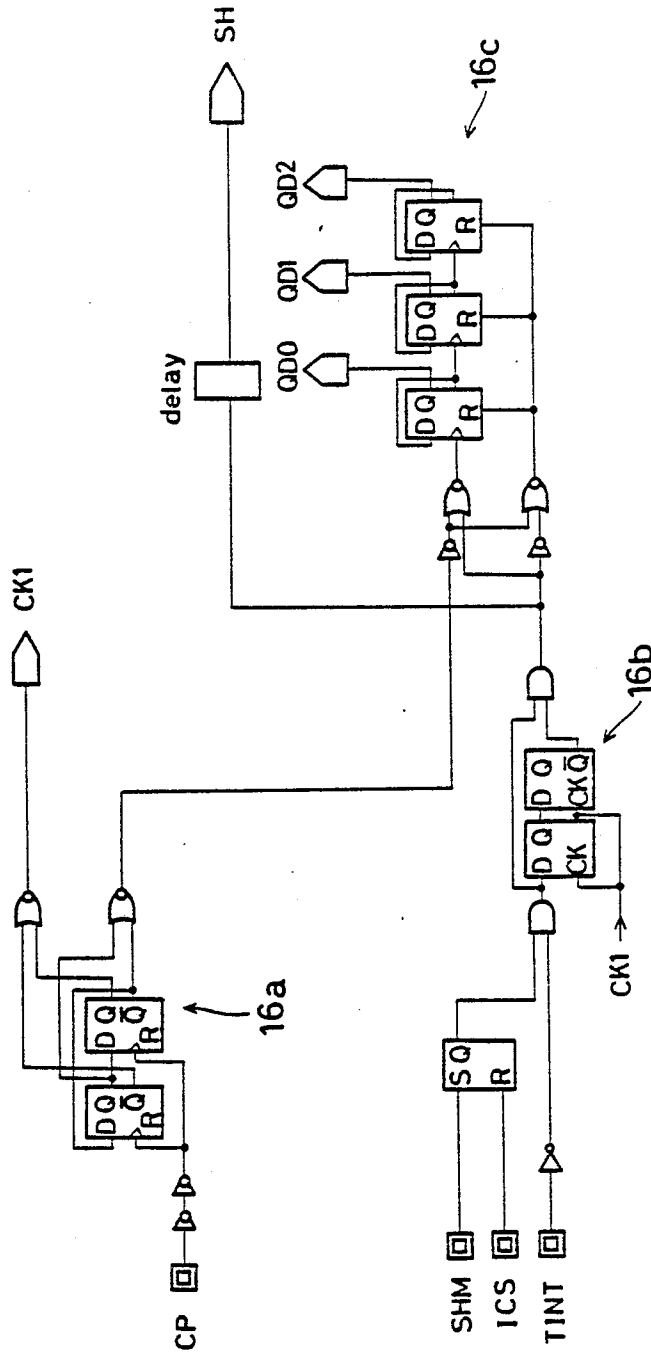 CP
D Q
Q̅
R
D Q
Q̅
R
16a
CK1
SHM
ICS
TINT
S Q
R
CK1
D Q
CK
D Q
CK Q̅
16b
delay
SH
QD0
QD1
QD2
D Q
R
D Q
R
D Q
R
16c